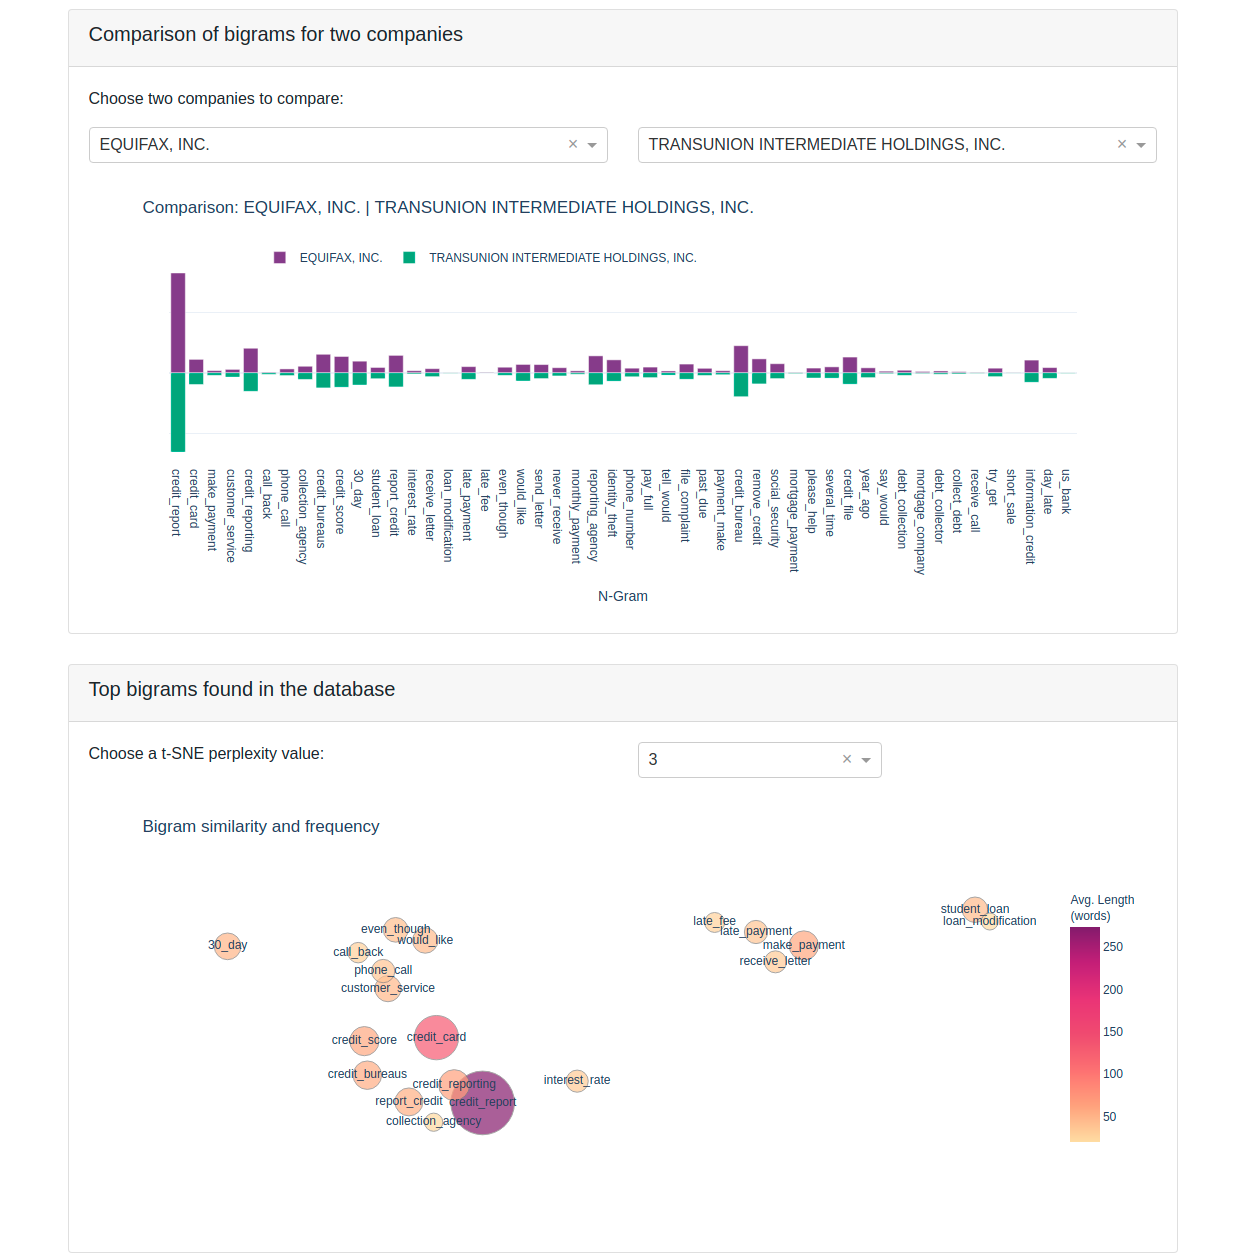 Comparison of bigrams for two companies
Choose two companies to compare:
EQUIFAX, INC. × TRANSUNION INTERMEDIATE HOLDINGS, INC. ×
Comparison: EQUIFAX, INC. | TRANSUNION INTERMEDIATE HOLDINGS, INC.
EQUIFAX, INC. TRANSUNION INTERMEDIATE HOLDINGS, INC.
credit_report
credit_card
make_payment
customer_service
credit_reporting
call_back
phone_call
collection_agency
credit_bureaus
credit_score
30_day
student_loan
report_credit
interest_rate
receive_letter
loan_modification
late_payment
late_fee
even_though
would_like
send_letter
never_receive
monthly_payment
reporting_agency
identity_theft
phone_number
pay_full
tell_would
file_complaint
past_due
payment_make
credit_bureau
remove_credit
social_security
mortgage_payment
please_help
several_time
credit_file
year_ago
say_would
debt_collection
mortgage_company
debt_collector
collect_debt
receive_call
try_get
short_sale
information_credit
day_late
us_bank
N-Gram
Top bigrams found in the database
Choose a t-SNE perplexity value:
3 ×
Bigram similarity and frequency
Avg. Length
(words)
250
200
150
100
50
student_loan
loan_modification
late_fee
late_payment
make_payment
receive_letter
even_though
would_like
30_day
call_back
phone_call
customer_service
credit_score
credit_card
credit_bureaus
credit_reporting
interest_rate
report_credit
credit_report
collection_agency